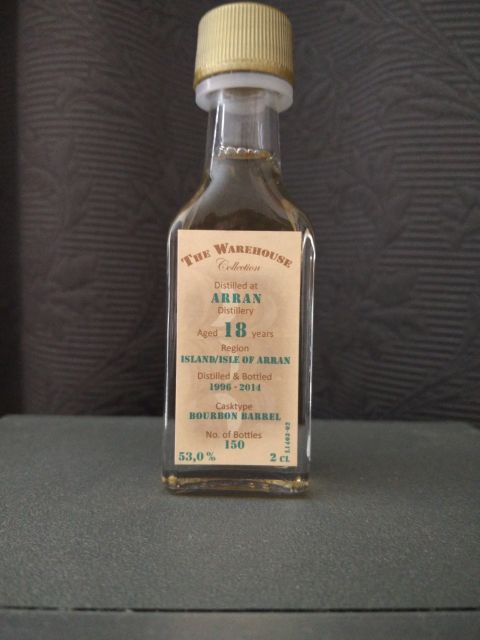 THE WAREHOUSE
Collection
Distilled at
ARRAN
Distillery
Aged 18 years
Region
ISLAND/ISLE OF ARRAN
Distilled & Bottled
1996 - 2014
Casktype
BOURBON BARREL
No. of Bottles
150
53,0 % 2 cl